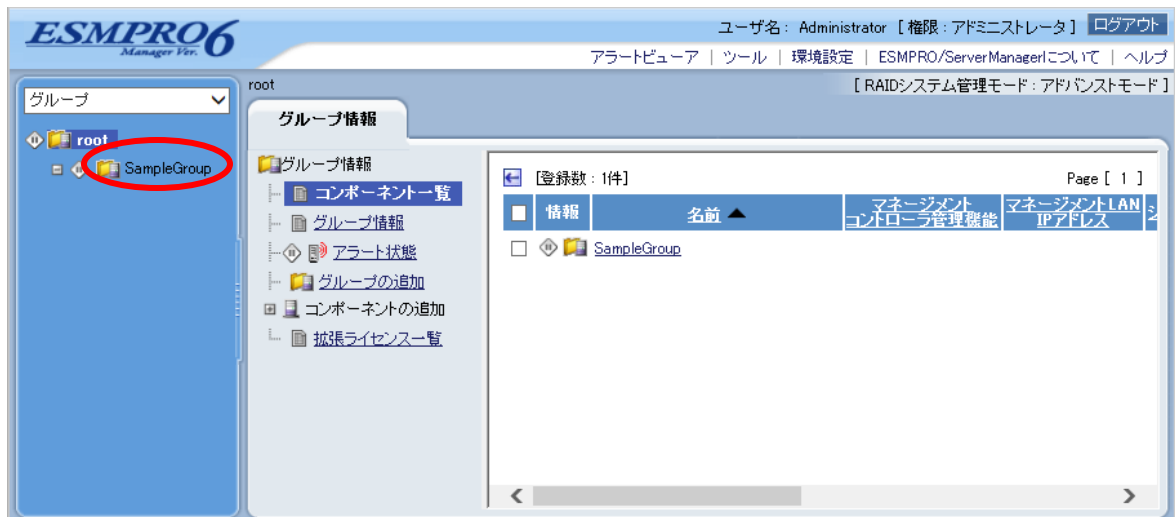 ESMPRO6
Manager Ver.
ユーザ名： Administrator ［権限：アドミニストレータ］ ログアウト
アラートビューア | ツール | 環境設定 | ESMPRO/ServerManagerについて | ヘルプ
グループ
root
SampleGroup
root
[ RAIDシステム管理モード：アドバンストモード ]
グループ情報
グループ情報
コンポーネント一覧
グループ情報
アラート状態
グループの追加
コンポーネントの追加
拡張ライセンス一覧
[登録数：1件]
Page [ 1 ]
情報 名前 ▲ マネージメント コントローラ管理機能 マネージメントLAN IPアドレス
SampleGroup